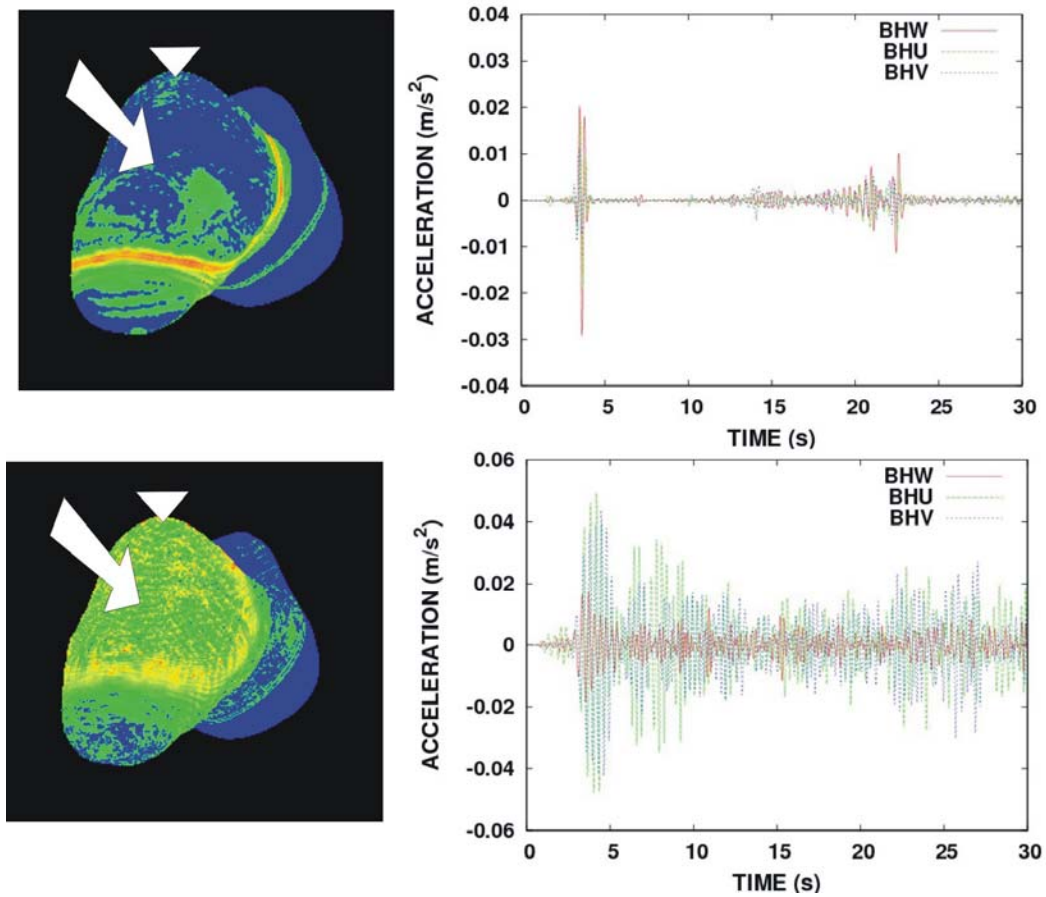 0.04
0.03
0.02
0.01
0
-0.01
-0.02
-0.03
-0.04
ACCELERATION (m/s²)
BHW
BHU
BHV
0 5 10 15 20 25 30
TIME (s)
0.06
0.04
0.02
0
-0.02
-0.04
-0.06
ACCELERATION (m/s²)
BHW
BHU
BHV
0 5 10 15 20 25 30
TIME (s)